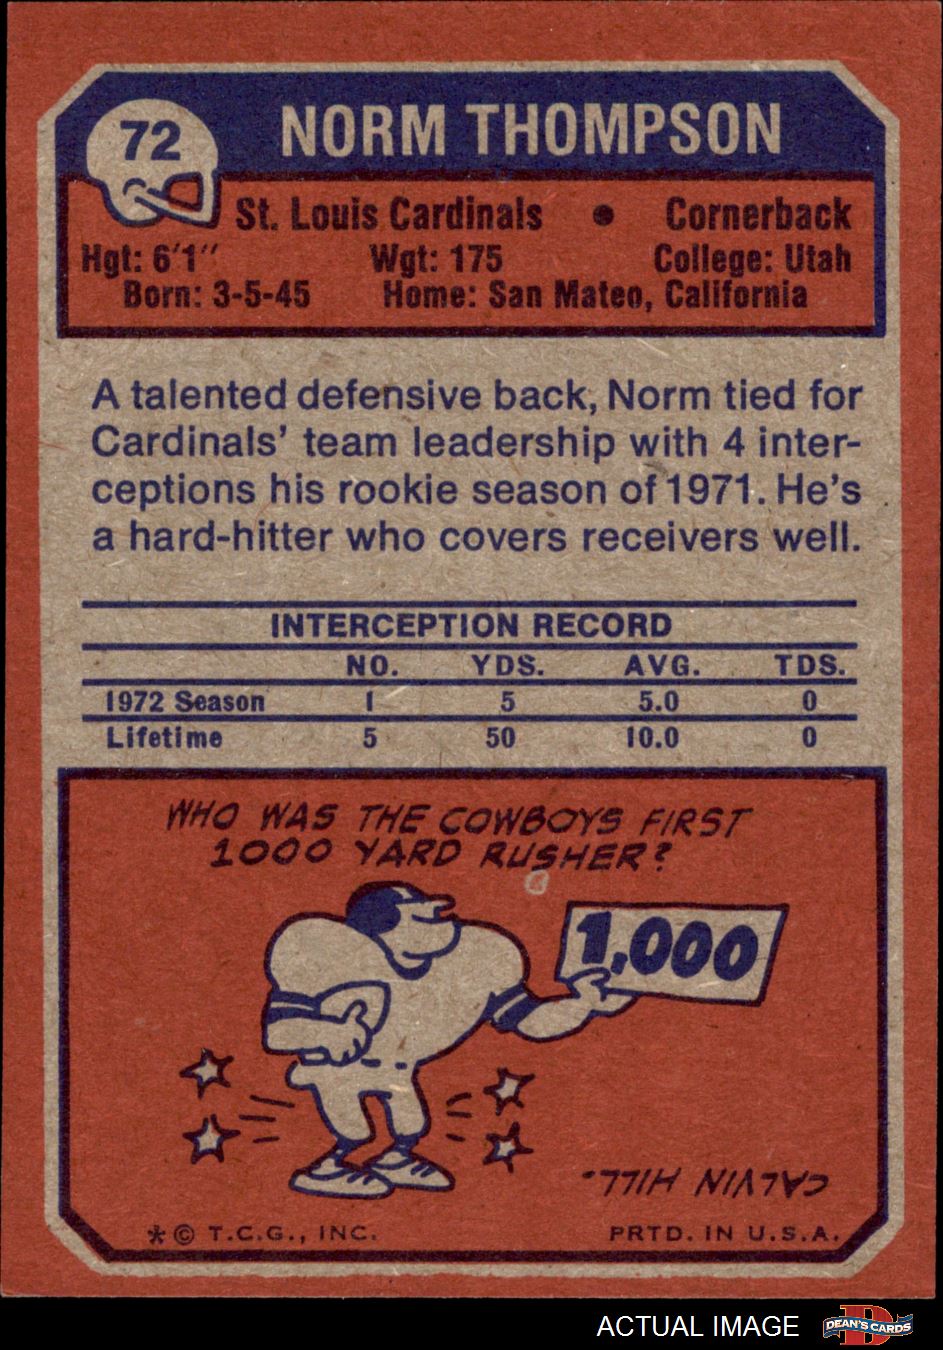 72
NORM THOMPSON
St. Louis Cardinals • Cornerback
Hgt: 6'1" Wgt: 175 College: Utah
Born: 3-5-45 Home: San Mateo, California
A talented defensive back, Norm tied for
Cardinals' team leadership with 4 inter-
ceptions his rookie season of 1971. He's
a hard-hitter who covers receivers well.
INTERCEPTION RECORD
NO. YDS. AVG. TDS.
1972 Season 1 5 5.0 0
Lifetime 5 50 10.0 0
WHO WAS THE COWBOYS FIRST
1000 YARD RUSHER?
1,000
CALVIN HILL.
* © T.C.G., INC. PRTD. IN U.S.A.
ACTUAL IMAGE
D
DEAN'S CARDS